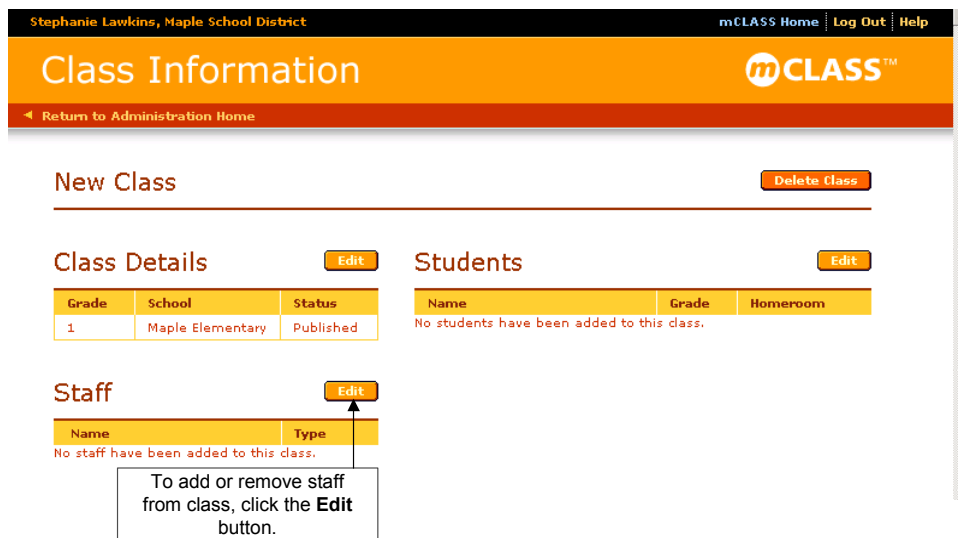 Stephanie Lawkins, Maple School District mCLASS Home Log Out Help
Class Information mCLASS™
Return to Administration Home
New Class Delete Class
Class Details Edit
Grade School Status
1 Maple Elementary Published
Students Edit
Name Grade Homeroom
No students have been added to this class.
Staff Edit
Name Type
No staff have been added to this class.
To add or remove staff
from class, click the Edit
button.